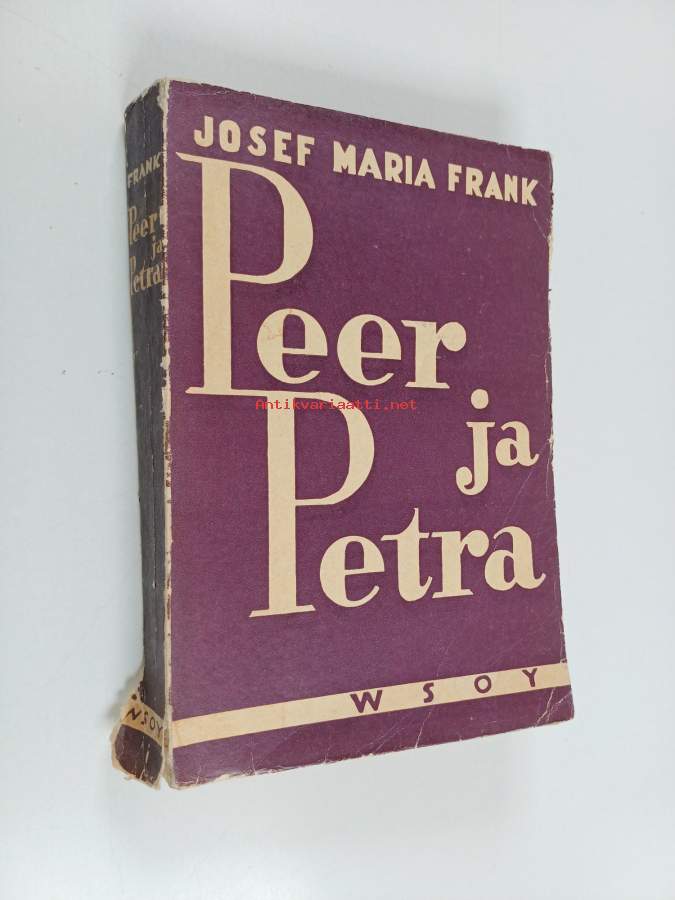 JOSEF MARIA FRANK
Peer
ja
Petra
WSOY
FRANK
Peer
ja
Petra
WSOY
Antikvariaatti.net